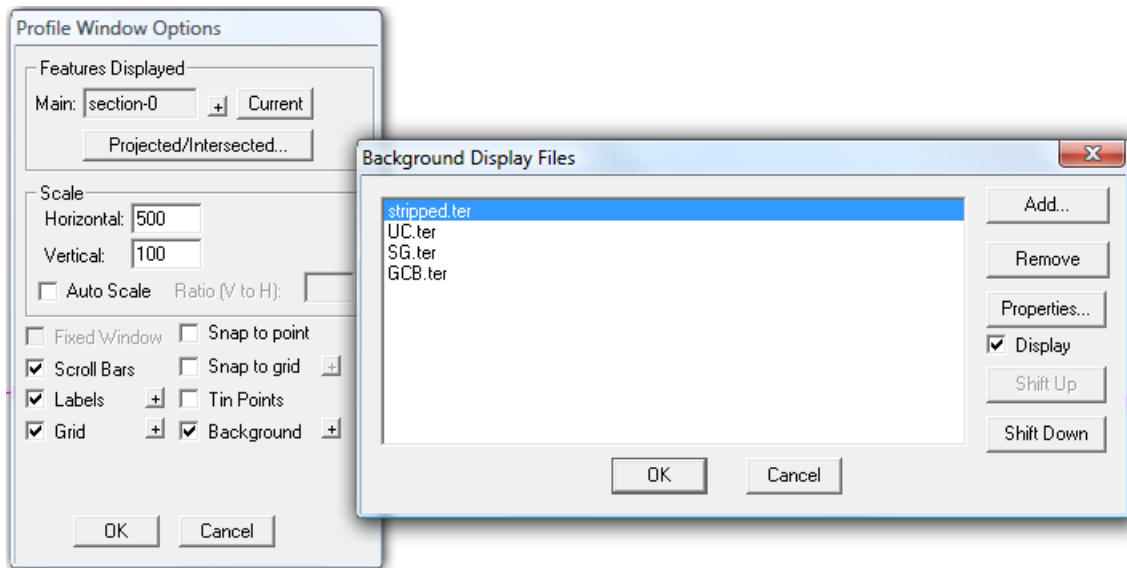 Profile Window Options
Features Displayed
Main: section-0 + Current
Projected/Intersected...
Scale
Horizontal: 500
Vertical: 100
Auto Scale Ratio (V to H):
Fixed Window Snap to point
Scroll Bars Snap to grid +
Labels + Tin Points
Grid + Background +
OK Cancel
Background Display Files
stripped.ter
UC.ter
SG.ter
GCB.ter
Add...
Remove
Properties...
Display
Shift Up
Shift Down
OK Cancel